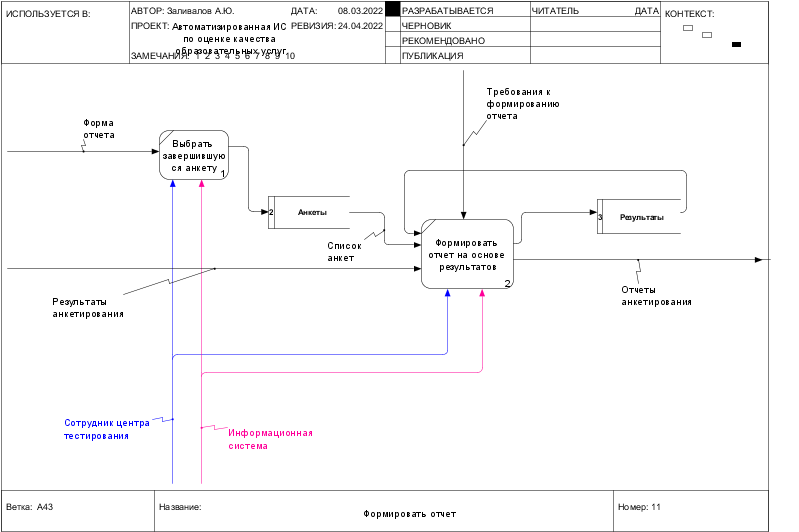 ИСПОЛЬЗУЕТСЯ В:
АВТОР: Заливалов А.Ю.
ДАТА: 08.03.2022
РАЗРАБАТЫВАЕТСЯ
ЧИТАТЕЛЬ
ДАТА
КОНТЕКСТ:
ПРОЕКТ: Автоматизированная ИС
по оценке качества
образовательных услуг
РЕВИЗИЯ: 24.04.2022
ЧЕРНОВИК
РЕКОМЕНДОВАНО
ЗАМЕЧАНИЯ: 1 2 3 4 5 6 7 8 9 10
ПУБЛИКАЦИЯ
Требования к
формированию
отчета
Форма
отчета
Выбрать
завершившую
ся анкету
1
2 Анкеты
3 Результаты
Список
анкет
Формировать
отчет на основе
результатов
2
Результаты
анкетирования
Отчеты
анкетирования
Сотрудник центра
тестирования
Информационная
система
Ветка: A43
Название:
Формировать отчет
Номер: 11